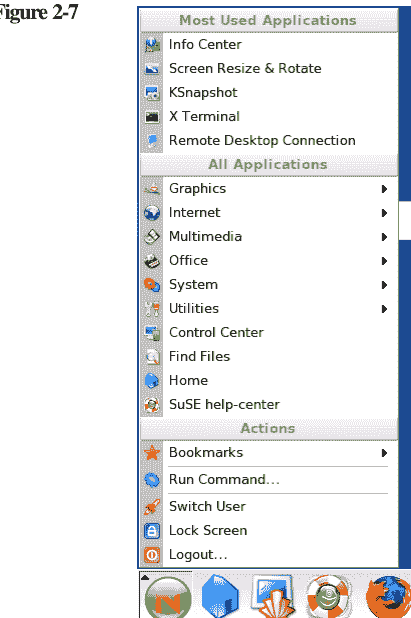 Figure 2-7
Most Used Applications
Info Center
Screen Resize & Rotate
KSnapshot
X Terminal
Remote Desktop Connection
All Applications
Graphics
Internet
Multimedia
Office
System
Utilities
Control Center
Find Files
Home
SuSE help-center
Actions
Bookmarks
Run Command...
Switch User
Lock Screen
Logout...
N